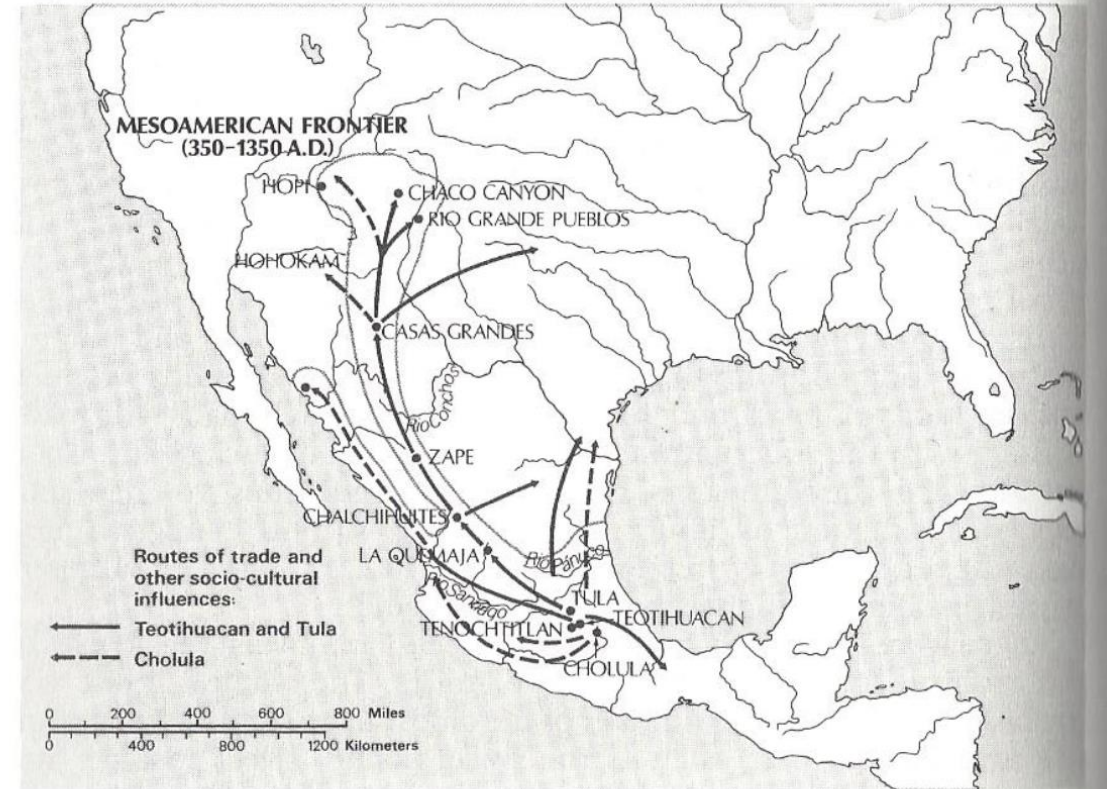 MESOAMERICAN FRONTIER
(350-1350 A.D.)
HOPI
CHACO CANYON
RIO GRANDE PUEBLOS
HOHOKAM
CASAS GRANDES
Rio Conchos
ZAPE
CHALCHIHUITES
LA QUEMAJA
Rio Pánuco
Rio Santiago
TULA
TEOTIHUACAN
TENOCHTITLAN
CHOLULA
Routes of trade and
other socio-cultural
influences:
Teotihuacan and Tula
Cholula
0 200 400 600 800 Miles
0 400 800 1200 Kilometers